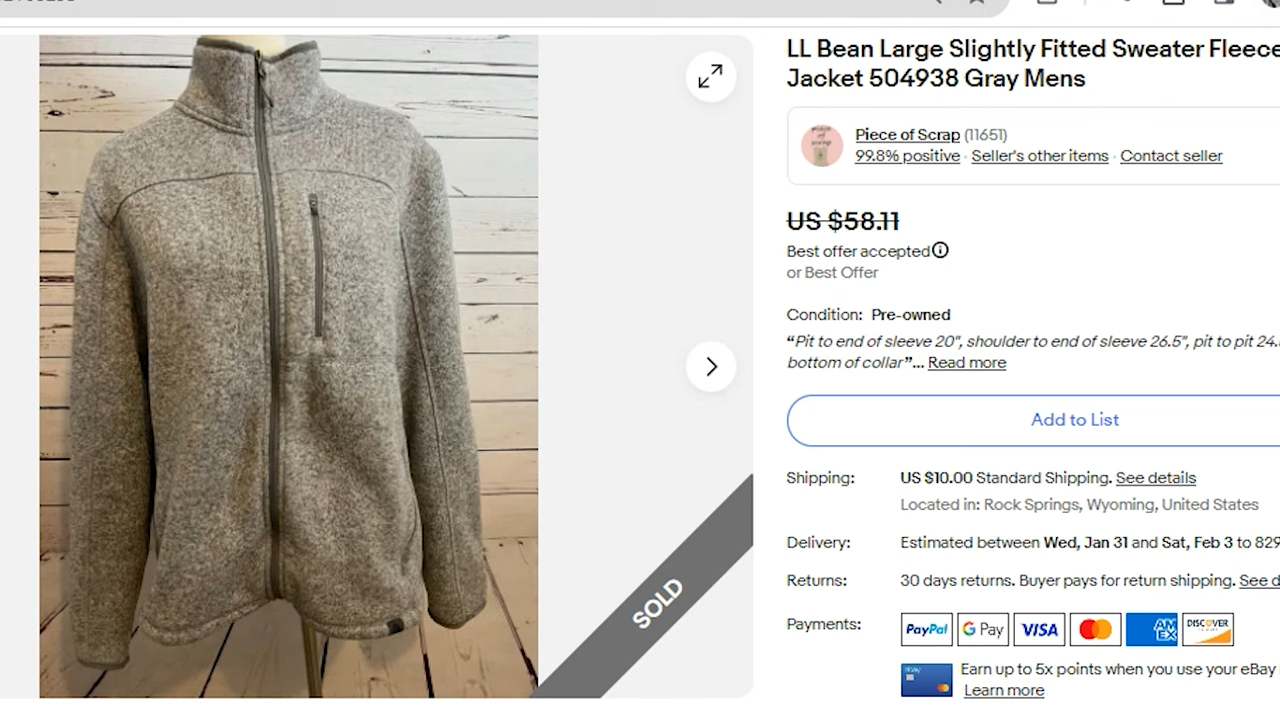 LL Bean Large Slightly Fitted Sweater Fleece
Jacket 504938 Gray Mens
Piece of Scrap (11651)
99.8% positive · Seller's other items · Contact seller
US $58.11
Best offer accepted
or Best Offer
Condition: Pre-owned
“Pit to end of sleeve 20", shoulder to end of sleeve 26.5", pit to pit 24.
bottom of collar”... Read more
Add to List
Shipping: US $10.00 Standard Shipping. See details
Located in: Rock Springs, Wyoming, United States
Delivery: Estimated between Wed, Jan 31 and Sat, Feb 3 to 829
Returns: 30 days returns. Buyer pays for return shipping. See d
Payments: PayPal G Pay VISA AM EX DISCOVER
Earn up to 5x points when you use your eBay
Learn more
SOLD